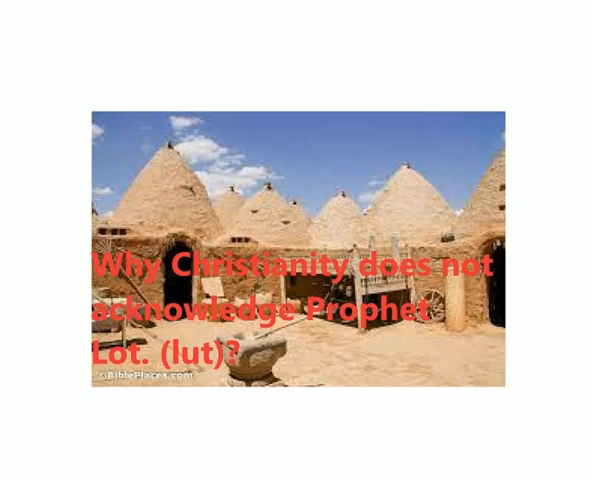 Why Christianity does not
acknowledge Prophet
Lot. (lut)?
©BiblePlaces.com